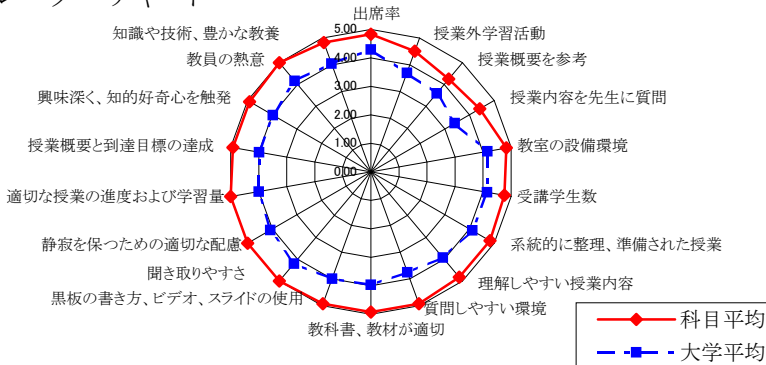 出席率
授業外学習活動
授業概要を参考
授業内容を先生に質問
教室の設備環境
受講学生数
系統的に整理、準備された授業
理解しやすい授業内容
質問しやすい環境
教科書、教材が適切
黒板の書き方、ビデオ、スライドの使用
聞き取りやすさ
静寂を保つための適切な配慮
適切な授業の進度および学習量
授業概要と到達目標の達成
興味深く、知的好奇心を触発
教員の熱意
知識や技術、豊かな教養
5.00
4.00
3.00
2.00
1.00
0.00
科目平均
大学平均